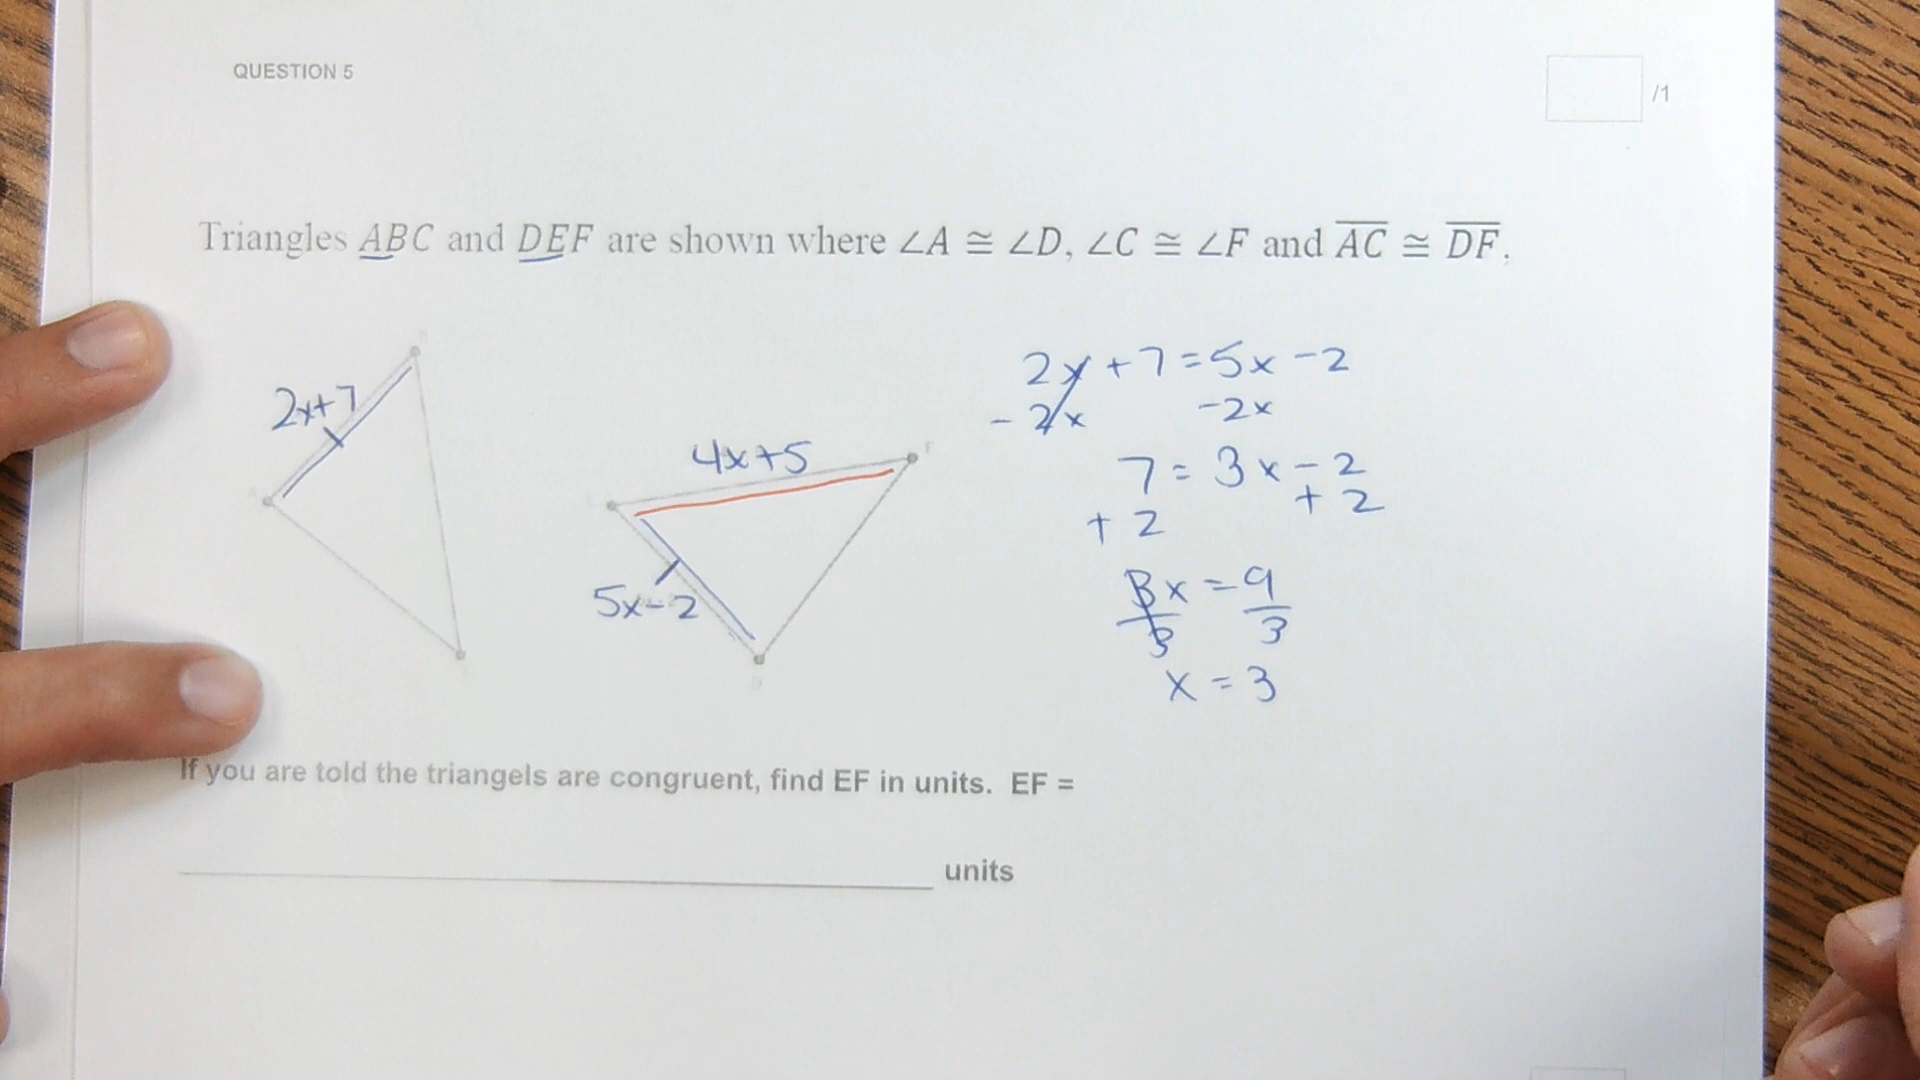 QUESTION 5
/1
Triangles ABC and DEF are shown where ∠A ≅ ∠D, ∠C ≅ ∠F and AC ≅ DF.
2x+7
4x+5
5x-2
F
2x+7=5x-2
-2x -2x
7=3x-2
+2 +2
3x=9
3 3
x=3
If you are told the triangels are congruent, find EF in units. EF =
units